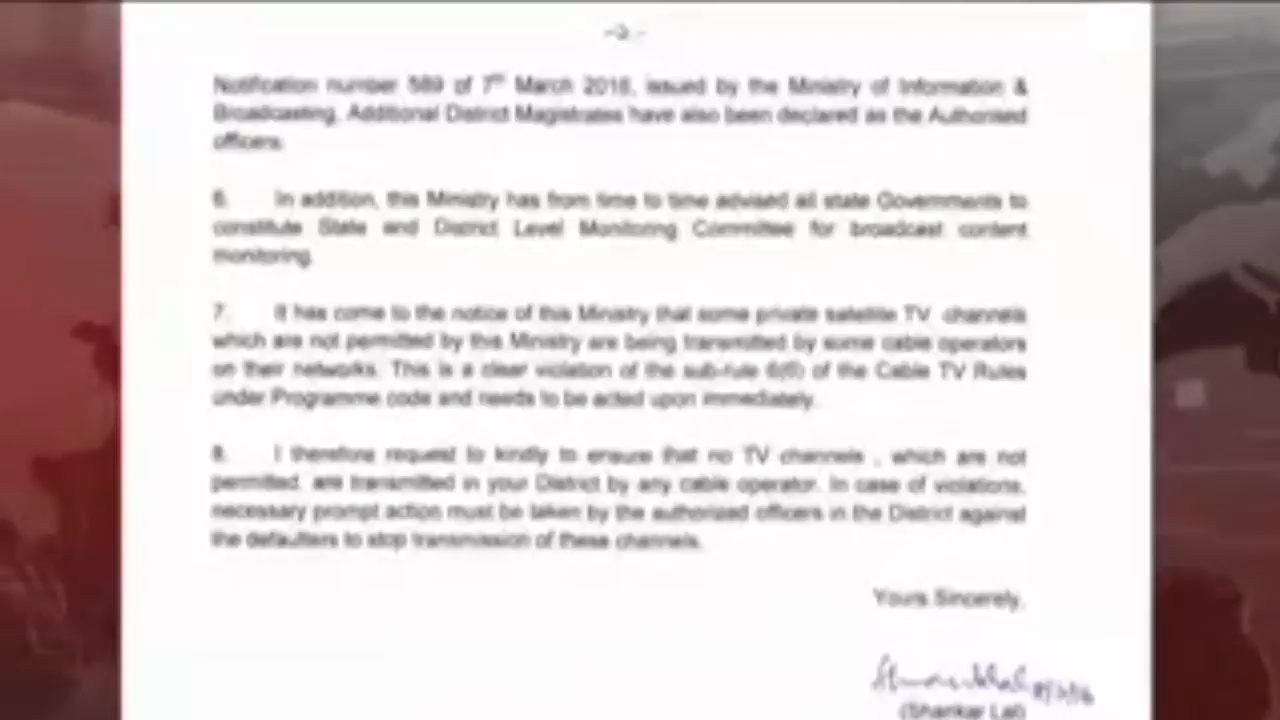 Notification number 589 of 7th March 2016, issued by the Ministry of Information &
Broadcasting, Additional District Magistrates have also been declared as the Authorised
officers.
6. In addition, this Ministry has from time to time advised all state Governments to
constitute State and District Level Monitoring Committee for broadcast content
monitoring.
7. It has come to the notice of this Ministry that some private satellite TV channels
which are not permitted by this Ministry are being transmitted by some cable operators
on their networks. This is a clear violation of the sub-rule 6(6) of the Cable TV Rules
under Programme code and needs to be acted upon immediately.
8. I therefore request to kindly to ensure that no TV channels , which are not
permitted, are transmitted in your District by any cable operator. In case of violations,
necessary prompt action must be taken by the authorized officers in the District against
the defaulters to stop transmission of these channels.
Yours Sincerely,
(Shankar Lal)